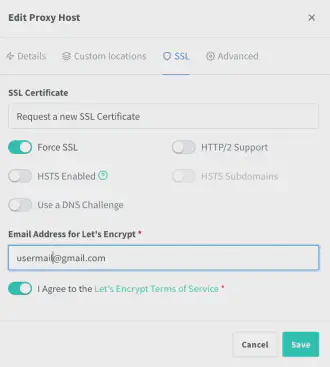 Edit Proxy Host
Details Custom locations SSL Advanced
SSL Certificate
Request a new SSL Certificate
Force SSL HTTP/2 Support
HSTS Enabled HSTS Subdomains
Use a DNS Challenge
Email Address for Let's Encrypt *
usermail@gmail.com
I Agree to the Let's Encrypt Terms of Service *
Cancel Save